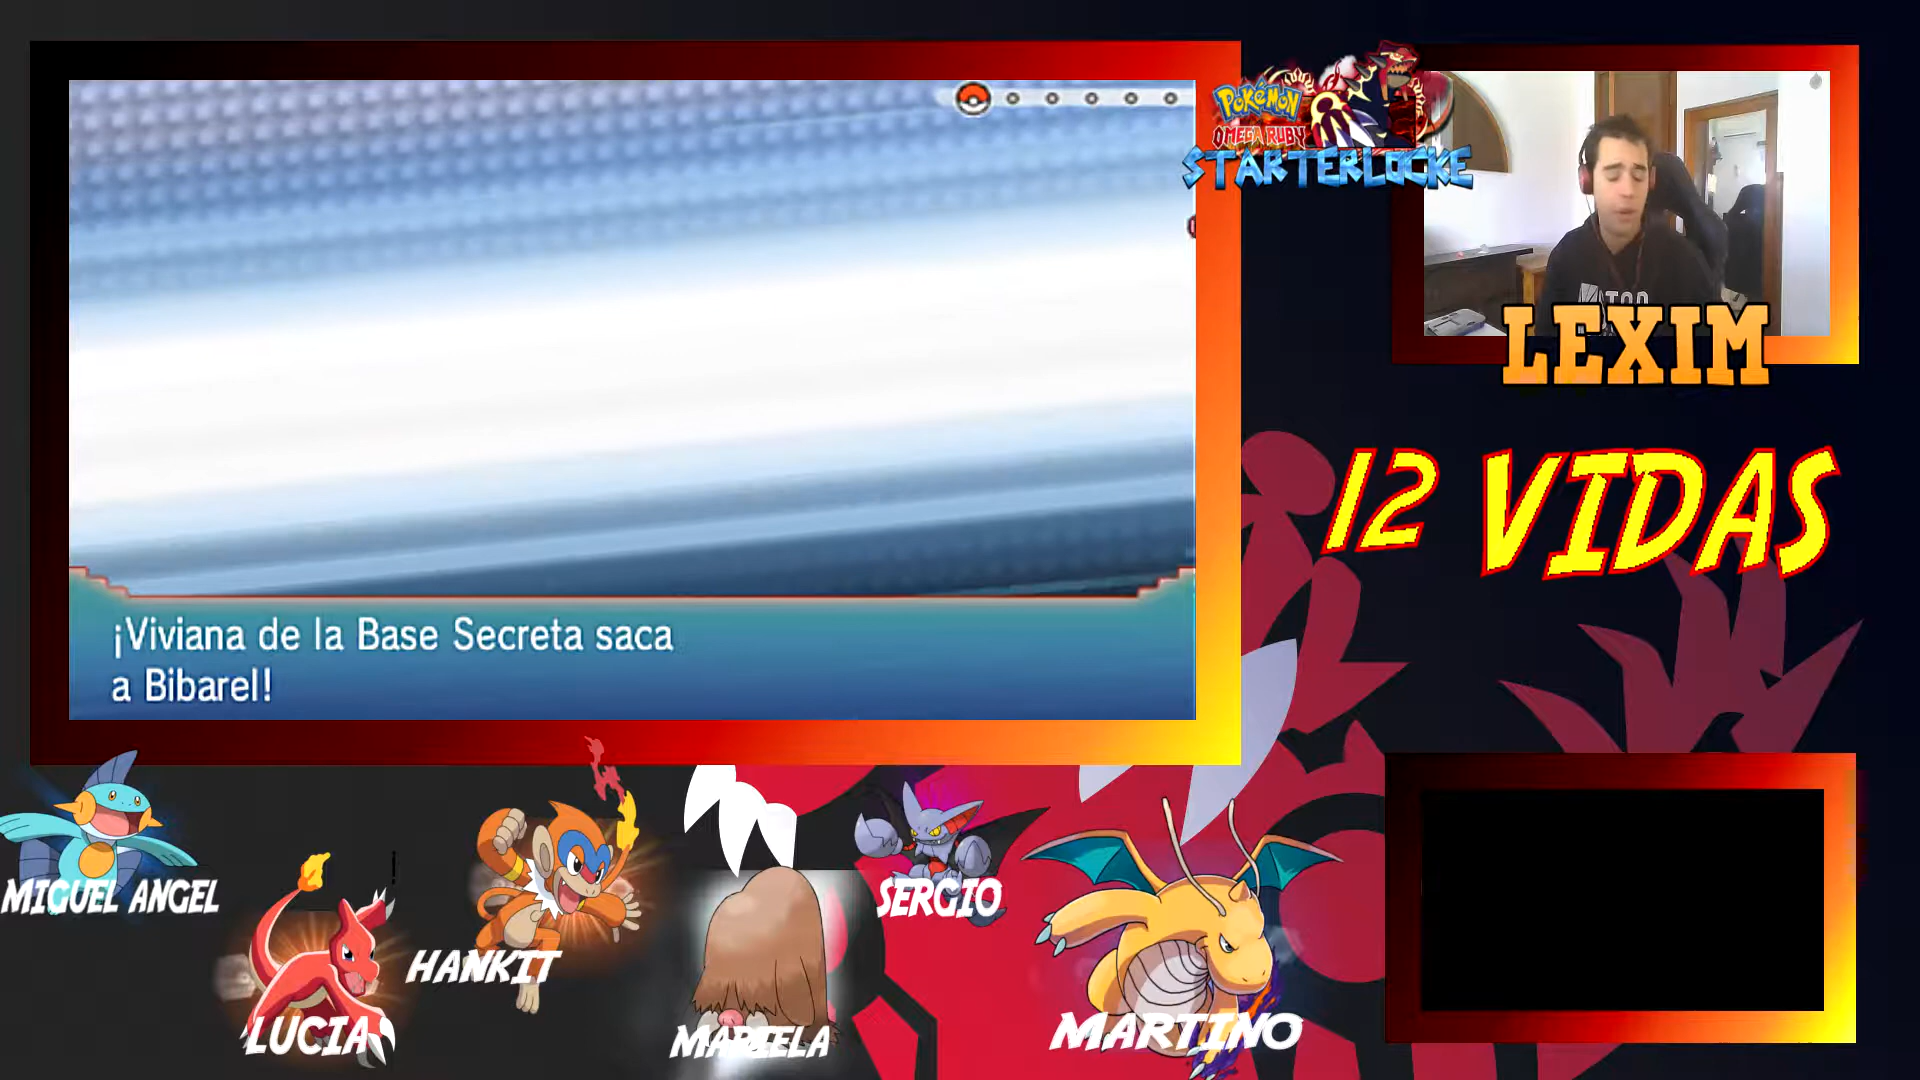 ¡Viviana de la Base Secreta saca
a Bibarel!
POKéMON
OMEGA RUBY
STARTERLOCKE
LEXIM
12 VIDAS
MIGUEL ANGEL
LUCIA
HANKIT
MARIELA
SERGIO
MARTINO